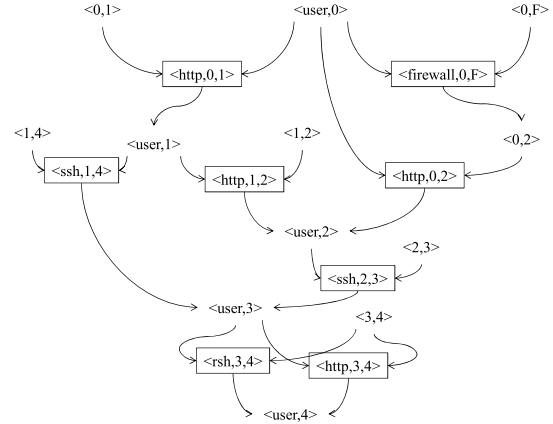 <0,1>
<user,0>
<0,F>
<http,0,1>
<firewall,0,F>
<1,4>
<user,1>
<1,2>
<0,2>
<ssh,1,4>
<http,1,2>
<http,0,2>
<user,2>
<2,3>
<ssh,2,3>
<user,3>
<3,4>
<rsh,3,4>
<http,3,4>
<user,4>